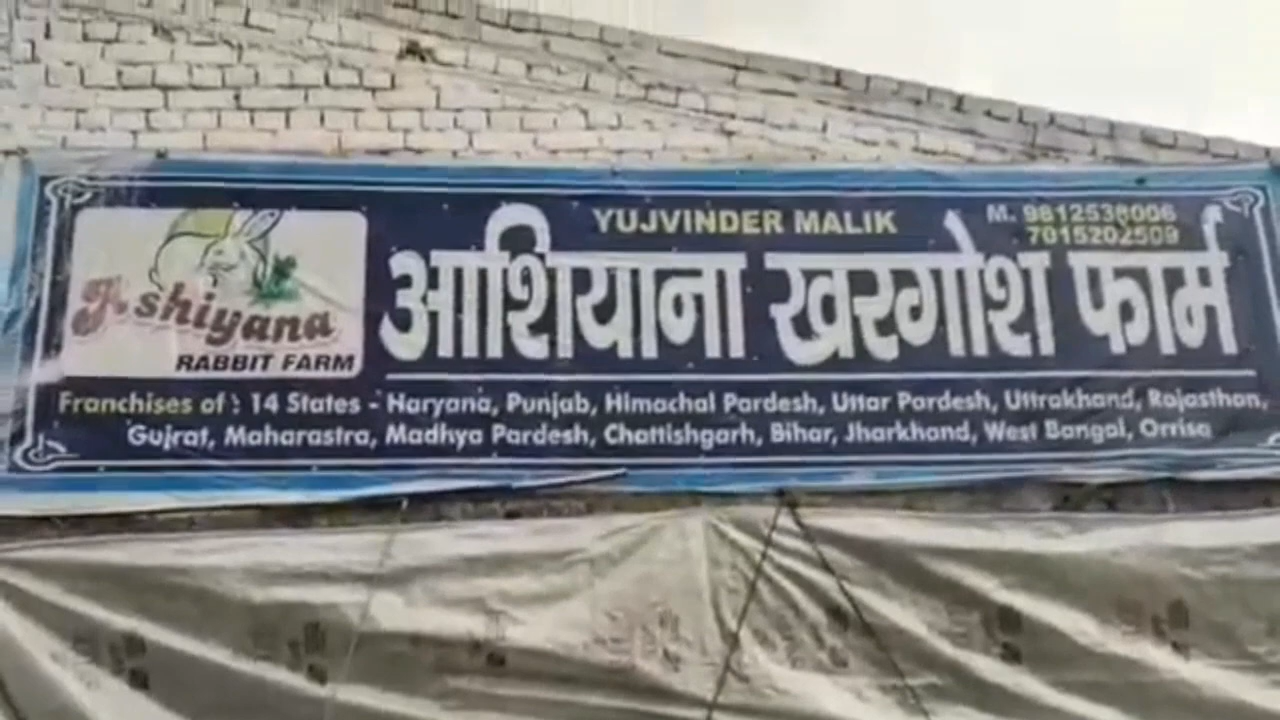 YUJVINDER MALIK
M. 9812538006
7015202509
Ashiyana
RABBIT FARM
आशियाना खरगोश फार्म
Franchises of : 14 States - Haryana, Punjab, Himachal Pardesh, Uttar Pardesh, Uttrakhand, Rajasthan,
Gujrat, Maharastra, Madhya Pardesh, Chattishgarh, Bihar, Jharkhand, West Bangal, Orrisa